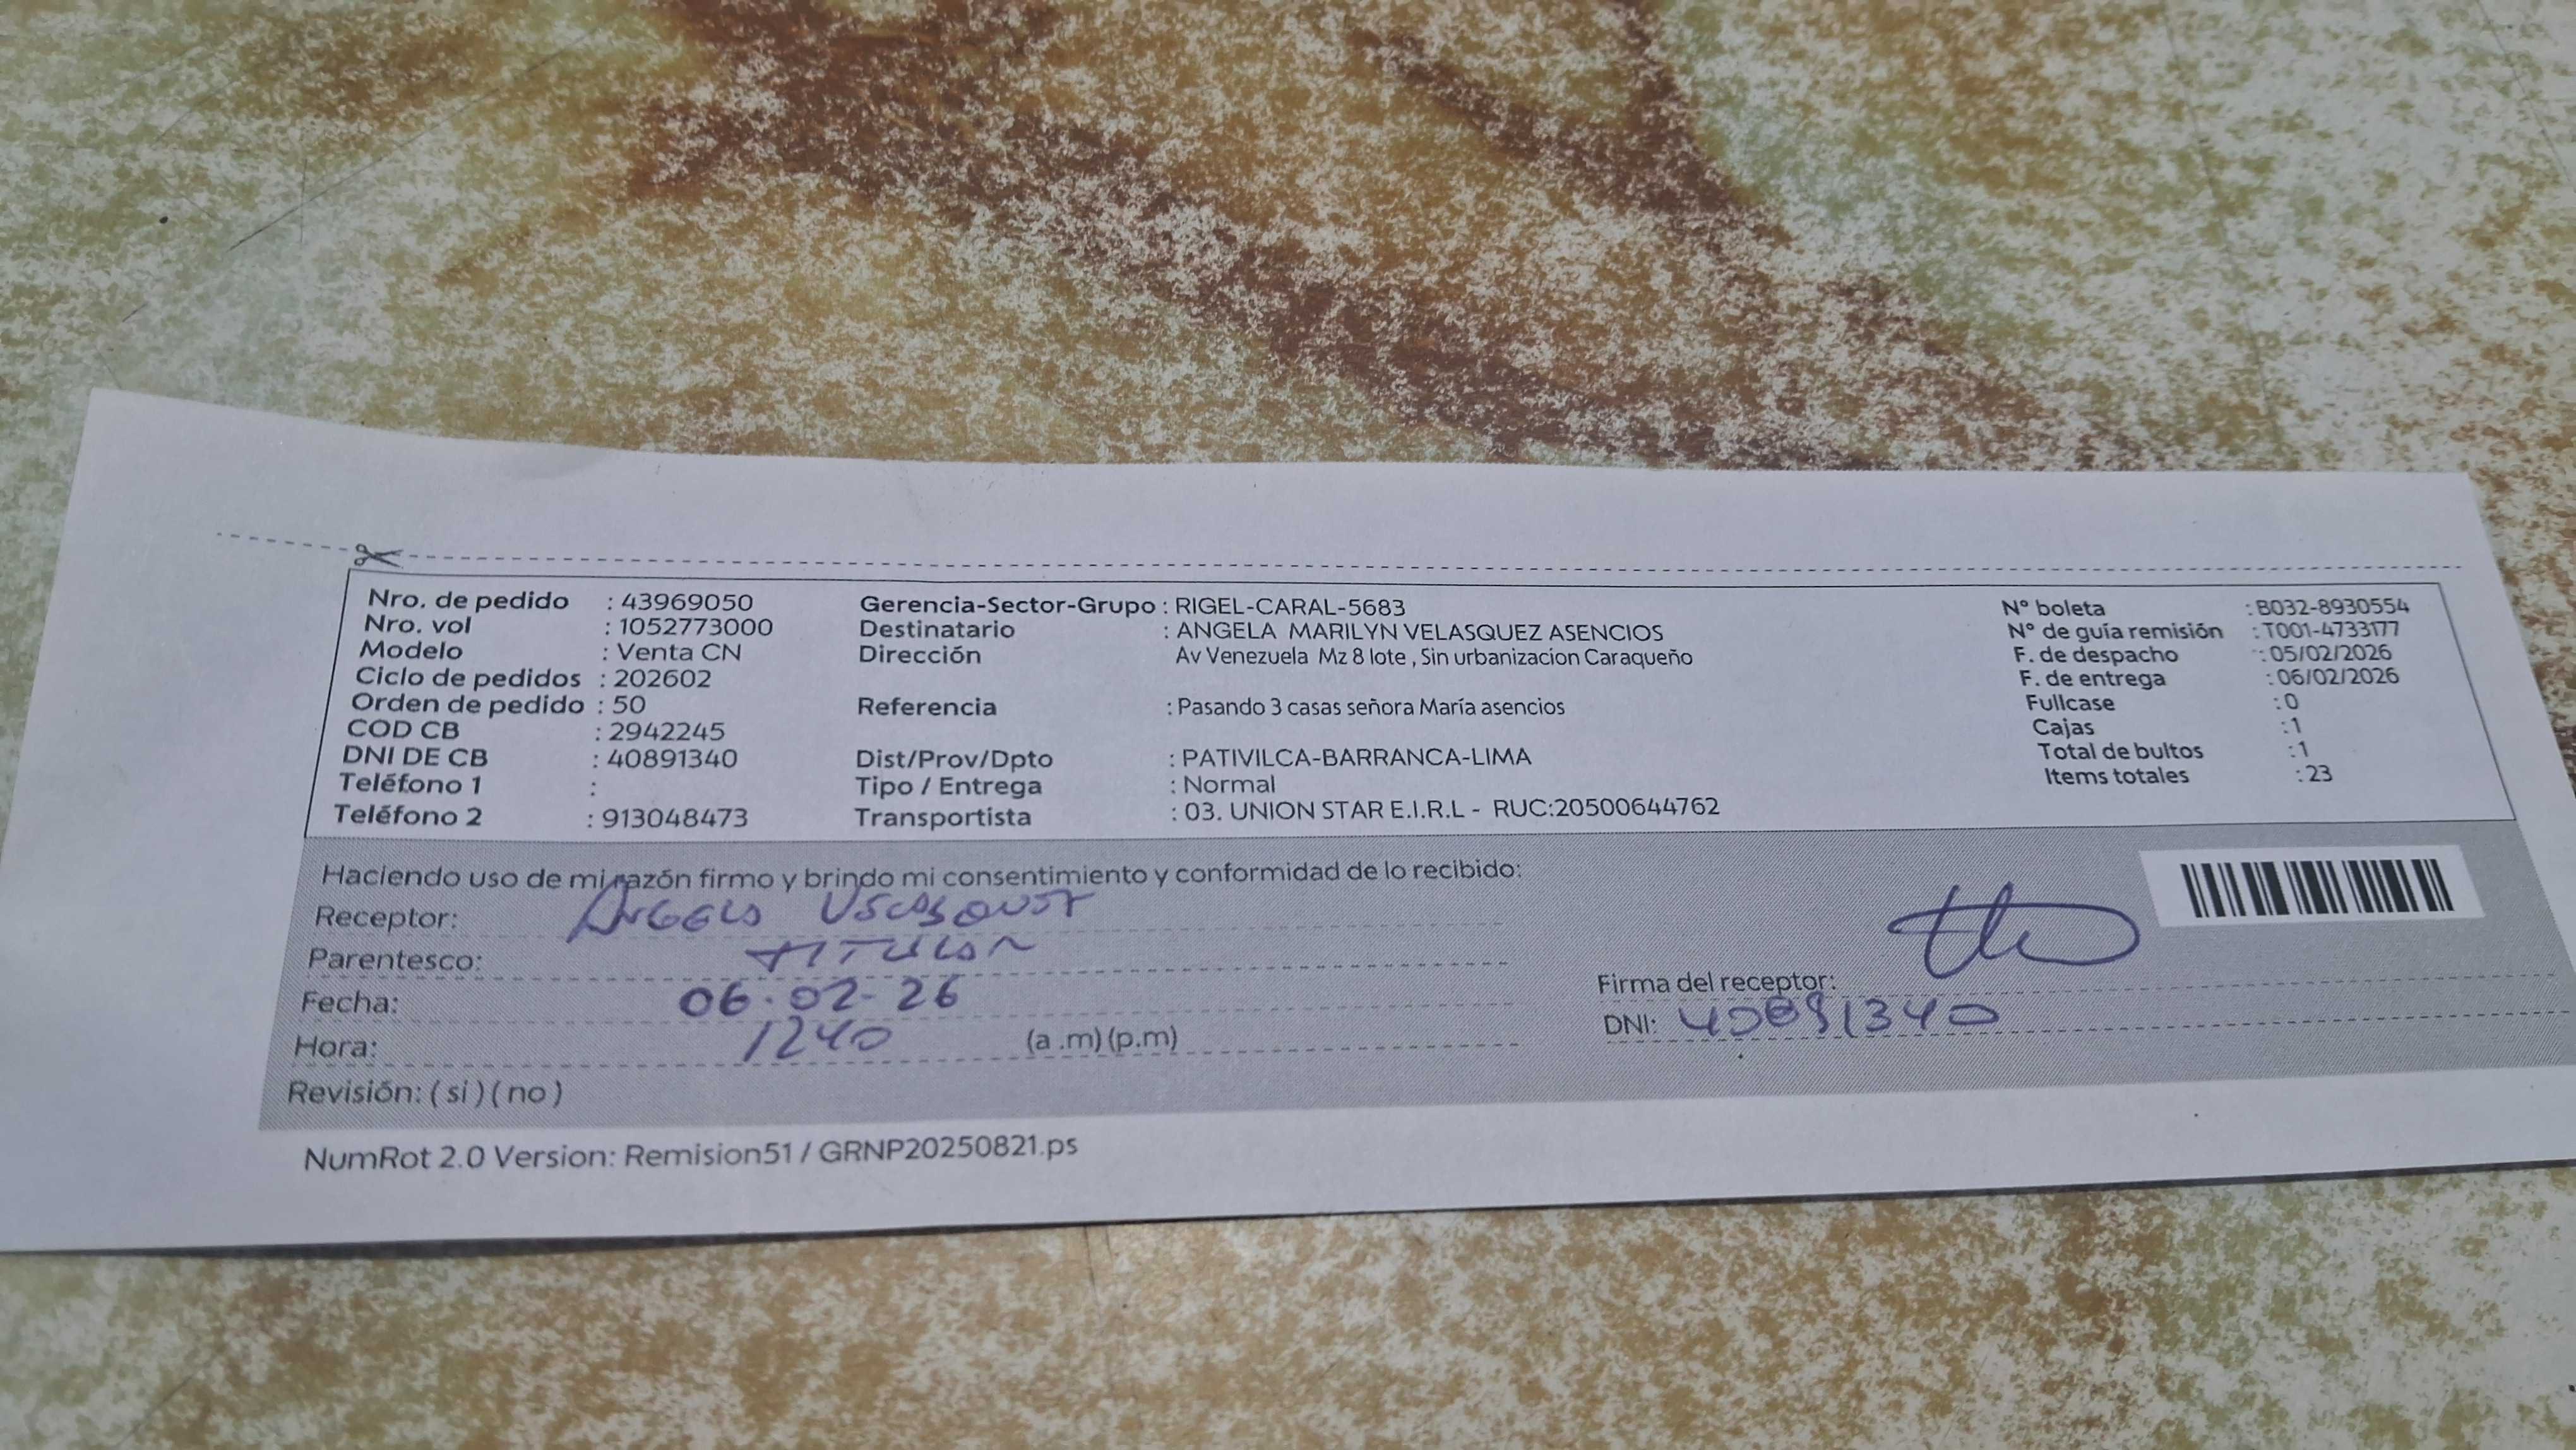 Nro. de pedido : 43969050
Nro. vol : 1052773000
Modelo : Venta CN
Ciclo de pedidos : 202602
Orden de pedido : 50
COD CB : 2942245
DNI DE CB : 40891340
Teléfono 1 :
Teléfono 2 : 913048473
Gerencia-Sector-Grupo : RIGEL-CARAL-5683
Destinatario : ANGELA MARILYN VELASQUEZ ASENCIOS
Dirección Av Venezuela Mz 8 lote , Sin urbanizacion Caraqueño
Referencia : Pasando 3 casas señora María asencios
Dist/Prov/Dpto : PATIVILCA-BARRANCA-LIMA
Tipo / Entrega : Normal
Transportista : 03. UNION STAR E.I.R.L - RUC:20500644762
N° boleta : B032-8930554
N° de guía remisión : T001-4733177
F. de despacho : 05/02/2026
F. de entrega : 06/02/2026
Fullcase : 0
Cajas : 1
Total de bultos : 1
Items totales : 23
Haciendo uso de mi razón firmo y brindo mi consentimiento y conformidad de lo recibido:
Receptor:
Parentesco: TITULAR
Fecha: 06-02-26
Hora: 1240 (a .m) (p.m)
Revisión: ( si ) ( no )
Firma del receptor:
DNI: 40891340
NumRot 2.0 Version: Remision51 / GRNP20250821.ps